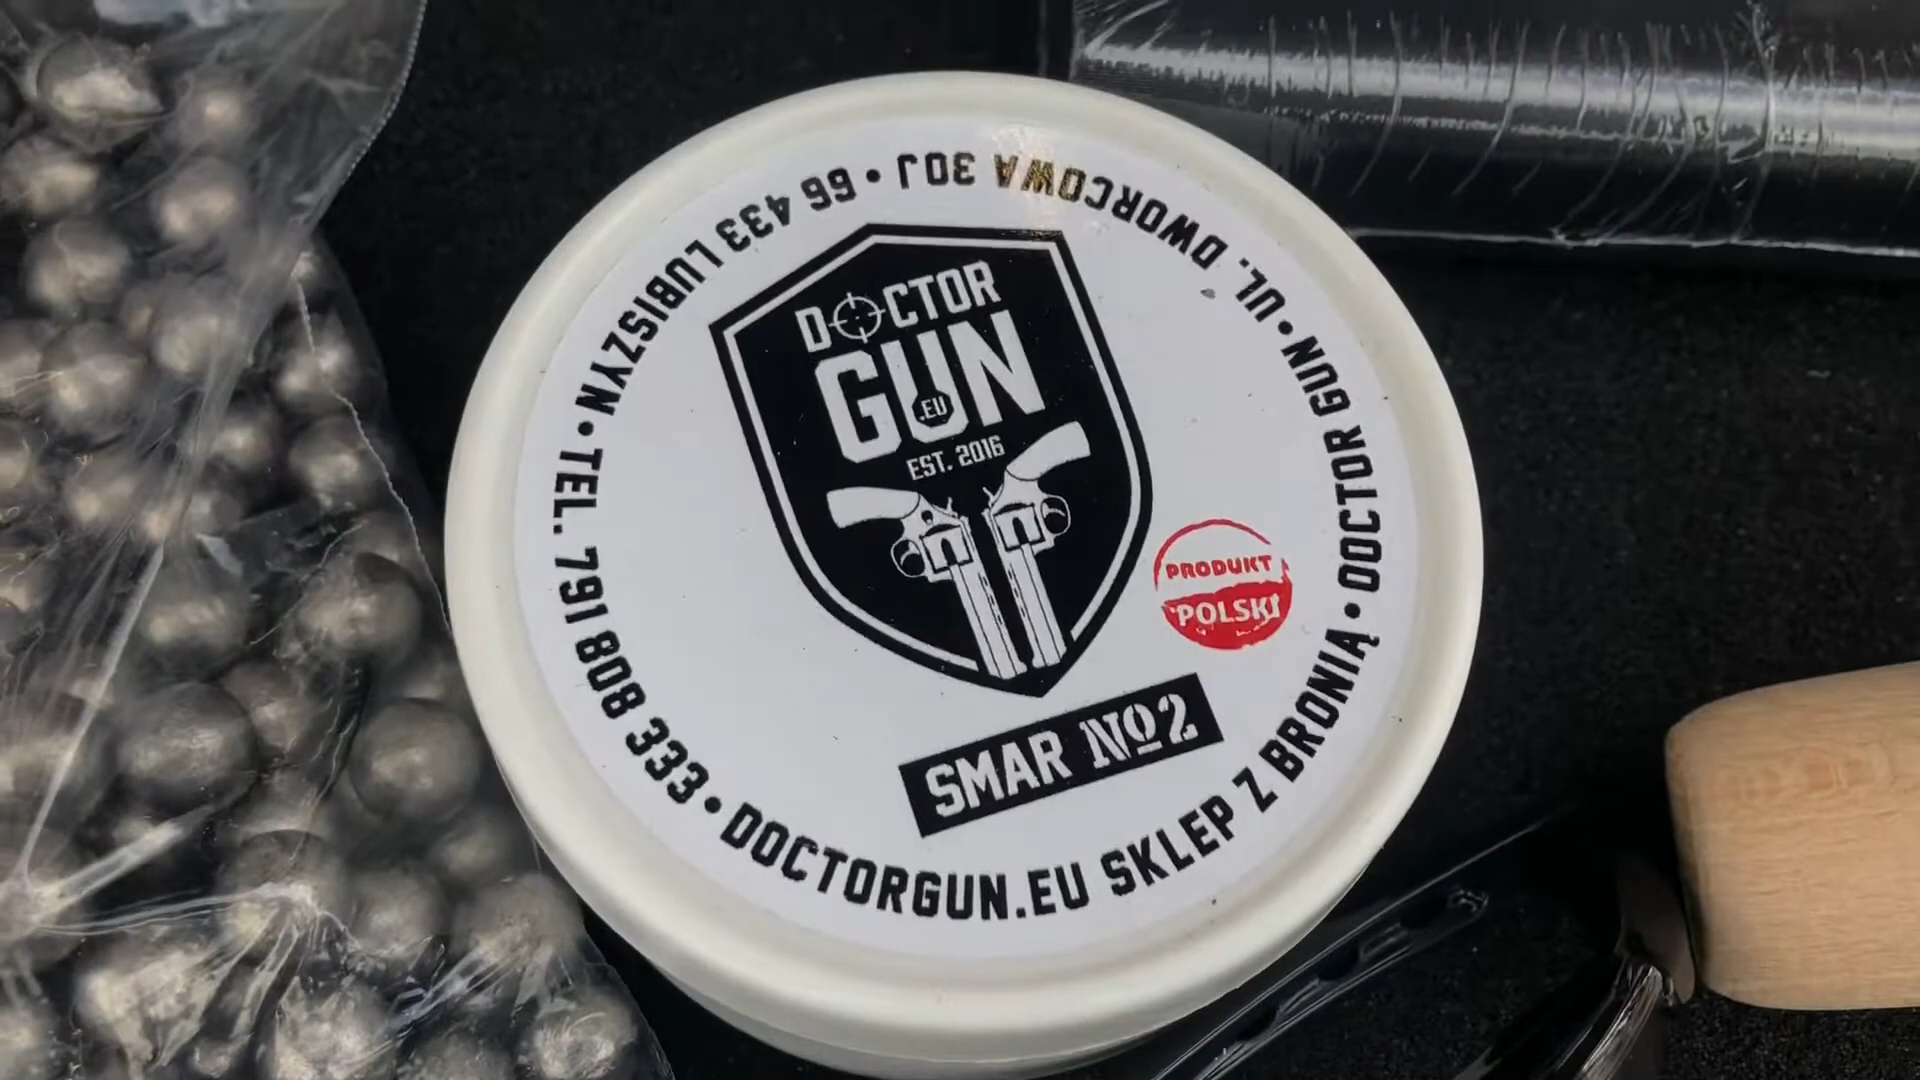 DOCTOR
GUN
.EU
EST. 2016
PRODUKT
POLSKI
SMAR №2
DOCTOR GUN • UL. DWORCOWA 30J • 66 433 LUBISZYN • TEL. 791 808 333 • DOCTORGUN.EU SKLEP Z BRONIĄ •